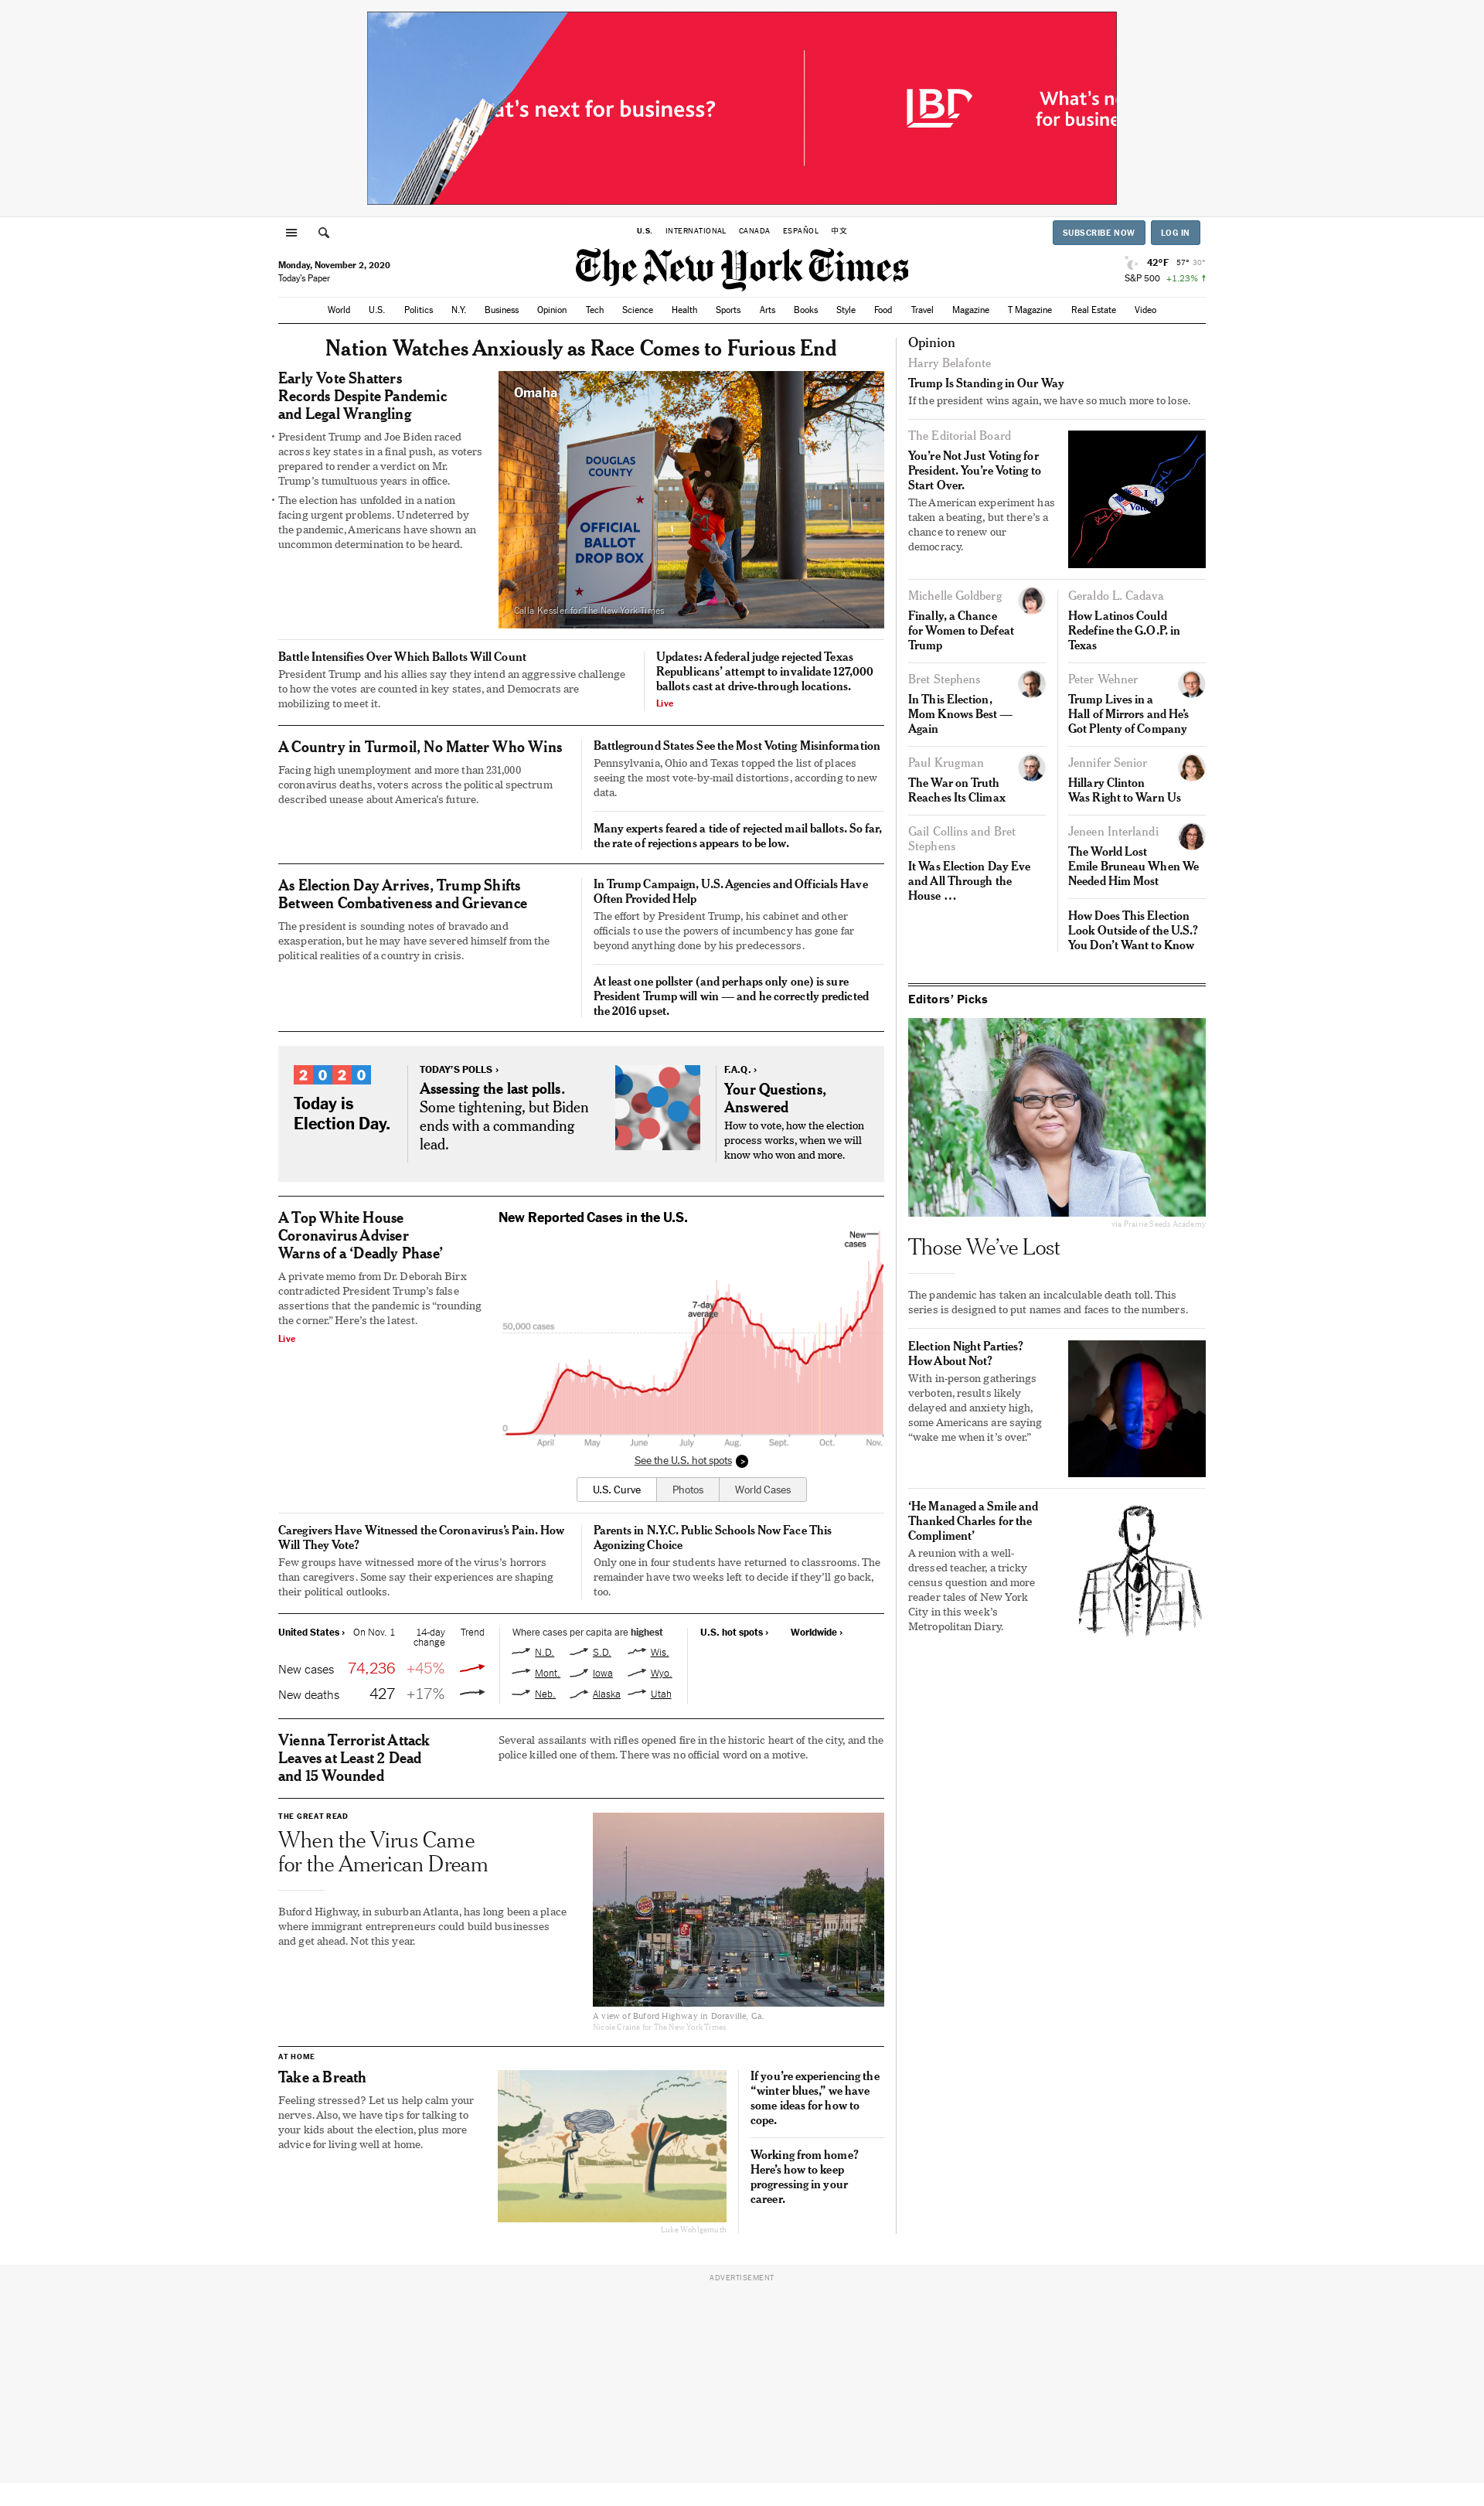 at's next for business?
What's n
for busine
U.S. INTERNATIONAL CANADA ESPAÑOL 中文
SUBSCRIBE NOW LOG IN
Monday, November 2, 2020
Today's Paper
The New York Times
42°F 57° 30°
S&P 500 +1.23% ↑
World U.S. Politics N.Y. Business Opinion Tech Science Health Sports Arts Books Style Food Travel Magazine T Magazine Real Estate Video
Nation Watches Anxiously as Race Comes to Furious End
Early Vote Shatters
Records Despite Pandemic
and Legal Wrangling
• President Trump and Joe Biden raced
across key states in a final push, as voters
prepared to render a verdict on Mr.
Trump's tumultuous years in office.
• The election has unfolded in a nation
facing urgent problems. Undeterred by
the pandemic, Americans have shown an
uncommon determination to be heard.
Omaha
DOUGLAS
COUNTY
OFFICIAL
BALLOT
DROP BOX
Calla Kessler for The New York Times
Battle Intensifies Over Which Ballots Will Count
President Trump and his allies say they intend an aggressive challenge
to how the votes are counted in key states, and Democrats are
mobilizing to meet it.
Updates: A federal judge rejected Texas
Republicans' attempt to invalidate 127,000
ballots cast at drive-through locations.
Live
A Country in Turmoil, No Matter Who Wins
Facing high unemployment and more than 231,000
coronavirus deaths, voters across the political spectrum
described unease about America's future.
Battleground States See the Most Voting Misinformation
Pennsylvania, Ohio and Texas topped the list of places
seeing the most vote-by-mail distortions, according to new
data.
Many experts feared a tide of rejected mail ballots. So far,
the rate of rejections appears to be low.
As Election Day Arrives, Trump Shifts
Between Combativeness and Grievance
The president is sounding notes of bravado and
exasperation, but he may have severed himself from the
political realities of a country in crisis.
In Trump Campaign, U.S. Agencies and Officials Have
Often Provided Help
The effort by President Trump, his cabinet and other
officials to use the powers of incumbency has gone far
beyond anything done by his predecessors.
At least one pollster (and perhaps only one) is sure
President Trump will win — and he correctly predicted
the 2016 upset.
2020
Today is
Election Day.
TODAY'S POLLS ›
Assessing the last polls.
Some tightening, but Biden
ends with a commanding
lead.
F.A.Q. ›
Your Questions,
Answered
How to vote, how the election
process works, when we will
know who won and more.
A Top White House
Coronavirus Adviser
Warns of a 'Deadly Phase'
A private memo from Dr. Deborah Birx
contradicted President Trump's false
assertions that the pandemic is "rounding
the corner." Here's the latest.
Live
New Reported Cases in the U.S.
New
cases
7-day
average
50,000 cases
0
April May June July Aug. Sept. Oct. Nov.
See the U.S. hot spots >
U.S. Curve Photos World Cases
Caregivers Have Witnessed the Coronavirus's Pain. How
Will They Vote?
Few groups have witnessed more of the virus's horrors
than caregivers. Some say their experiences are shaping
their political outlooks.
Parents in N.Y.C. Public Schools Now Face This
Agonizing Choice
Only one in four students have returned to classrooms. The
remainder have two weeks left to decide if they'll go back,
too.
United States › On Nov. 1 14-day Trend
change
New cases 74,236 +45%
New deaths 427 +17%
Where cases per capita are highest
N.D. S.D. Wis.
Mont. Iowa Wyo.
Neb. Alaska Utah
U.S. hot spots › Worldwide ›
Vienna Terrorist Attack
Leaves at Least 2 Dead
and 15 Wounded
Several assailants with rifles opened fire in the historic heart of the city, and the
police killed one of them. There was no official word on a motive.
THE GREAT READ
When the Virus Came
for the American Dream
Buford Highway, in suburban Atlanta, has long been a place
where immigrant entrepreneurs could build businesses
and get ahead. Not this year.
A view of Buford Highway in Doraville, Ga.
Nicole Craine for The New York Times
AT HOME
Take a Breath
Feeling stressed? Let us help calm your
nerves. Also, we have tips for talking to
your kids about the election, plus more
advice for living well at home.
Luke Wohlgemuth
If you're experiencing the
"winter blues," we have
some ideas for how to
cope.
Working from home?
Here's how to keep
progressing in your
career.
Opinion
Harry Belafonte
Trump Is Standing in Our Way
If the president wins again, we have so much more to lose.
The Editorial Board
You're Not Just Voting for
President. You're Voting to
Start Over.
The American experiment has
taken a beating, but there's a
chance to renew our
democracy.
Michelle Goldberg
Finally, a Chance
for Women to Defeat
Trump
Bret Stephens
In This Election,
Mom Knows Best —
Again
Paul Krugman
The War on Truth
Reaches Its Climax
Gail Collins and Bret
Stephens
It Was Election Day Eve
and All Through the
House …
Geraldo L. Cadava
How Latinos Could
Redefine the G.O.P. in
Texas
Peter Wehner
Trump Lives in a
Hall of Mirrors and He's
Got Plenty of Company
Jennifer Senior
Hillary Clinton
Was Right to Warn Us
Jeneen Interlandi
The World Lost
Emile Bruneau When We
Needed Him Most
How Does This Election
Look Outside of the U.S.?
You Don't Want to Know
Editors' Picks
via Prairie Seeds Academy
Those We've Lost
The pandemic has taken an incalculable death toll. This
series is designed to put names and faces to the numbers.
Election Night Parties?
How About Not?
With in-person gatherings
verboten, results likely
delayed and anxiety high,
some Americans are saying
"wake me when it's over."
'He Managed a Smile and
Thanked Charles for the
Compliment'
A reunion with a well-
dressed teacher, a tricky
census question and more
reader tales of New York
City in this week's
Metropolitan Diary.
ADVERTISEMENT